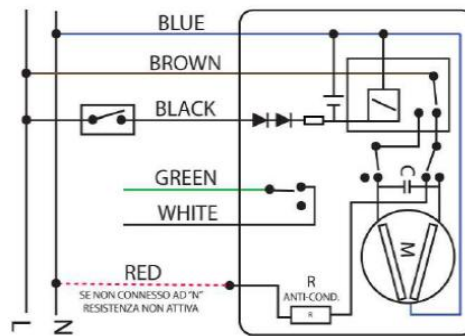 BLUE
BROWN
BLACK
GREEN
WHITE
RED
SE NON CONNESSO AD "N"
RESISTENZA NON ATTIVA
R
ANTI-COND.
R
C
M
L
N